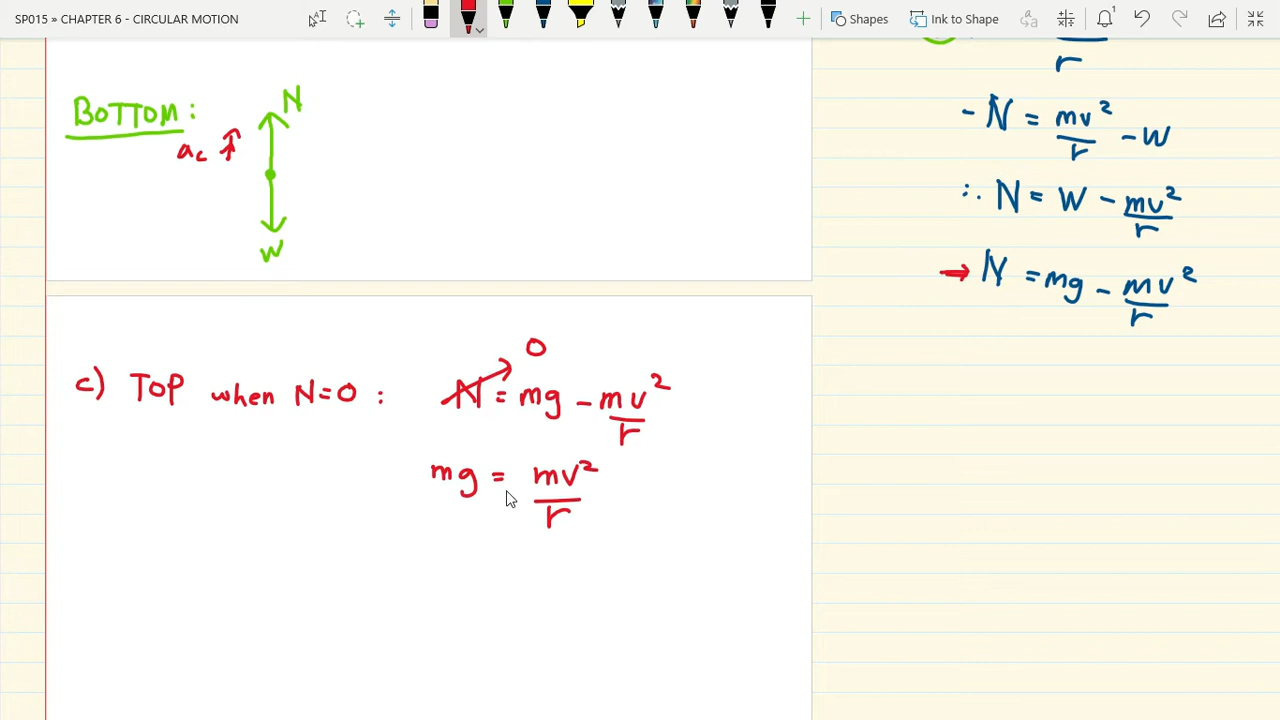 SP015 » CHAPTER 6 - CIRCULAR MOTION
Shapes
Ink to Shape
BOTTOM:
N
ac
W
r
- N = mv²/r - W
∴ N = W - mv²/r
→ N = mg - mv²/r
0
c) TOP when N=0 : N = mg - mv²/r
mg = mv²/r